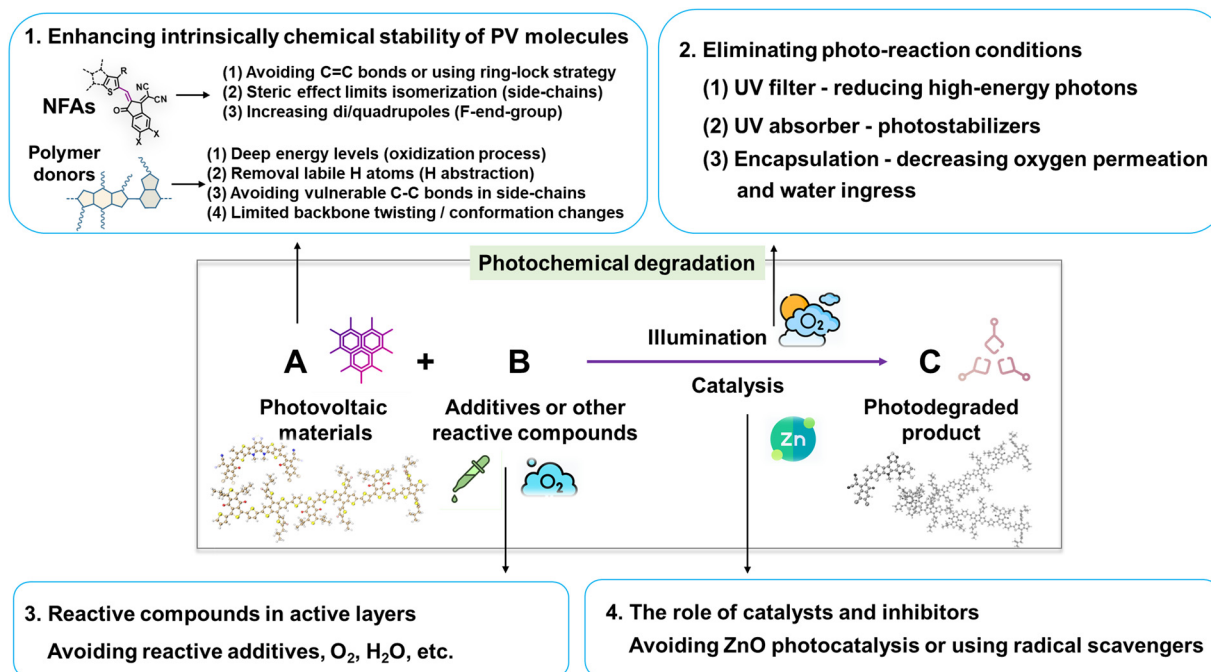 1. Enhancing intrinsically chemical stability of PV molecules
R
S
CN
CN
O
X
X
NFAs
(1) Avoiding C=C bonds or using ring-lock strategy
(2) Steric effect limits isomerization (side-chains)
(3) Increasing di/quadrupoles (F-end-group)
Polymer
donors
(1) Deep energy levels (oxidization process)
(2) Removal labile H atoms (H abstraction)
(3) Avoiding vulnerable C-C bonds in side-chains
(4) Limited backbone twisting / conformation changes
2. Eliminating photo-reaction conditions
(1) UV filter - reducing high-energy photons
(2) UV absorber - photostabilizers
(3) Encapsulation - decreasing oxygen permeation
and water ingress
Photochemical degradation
A
+
B
Illumination
O₂
Catalysis
Zn
C
Photovoltaic
materials
Additives or other
reactive compounds
O₂
Photodegraded
product
3. Reactive compounds in active layers
Avoiding reactive additives, O₂, H₂O, etc.
4. The role of catalysts and inhibitors
Avoiding ZnO photocatalysis or using radical scavengers